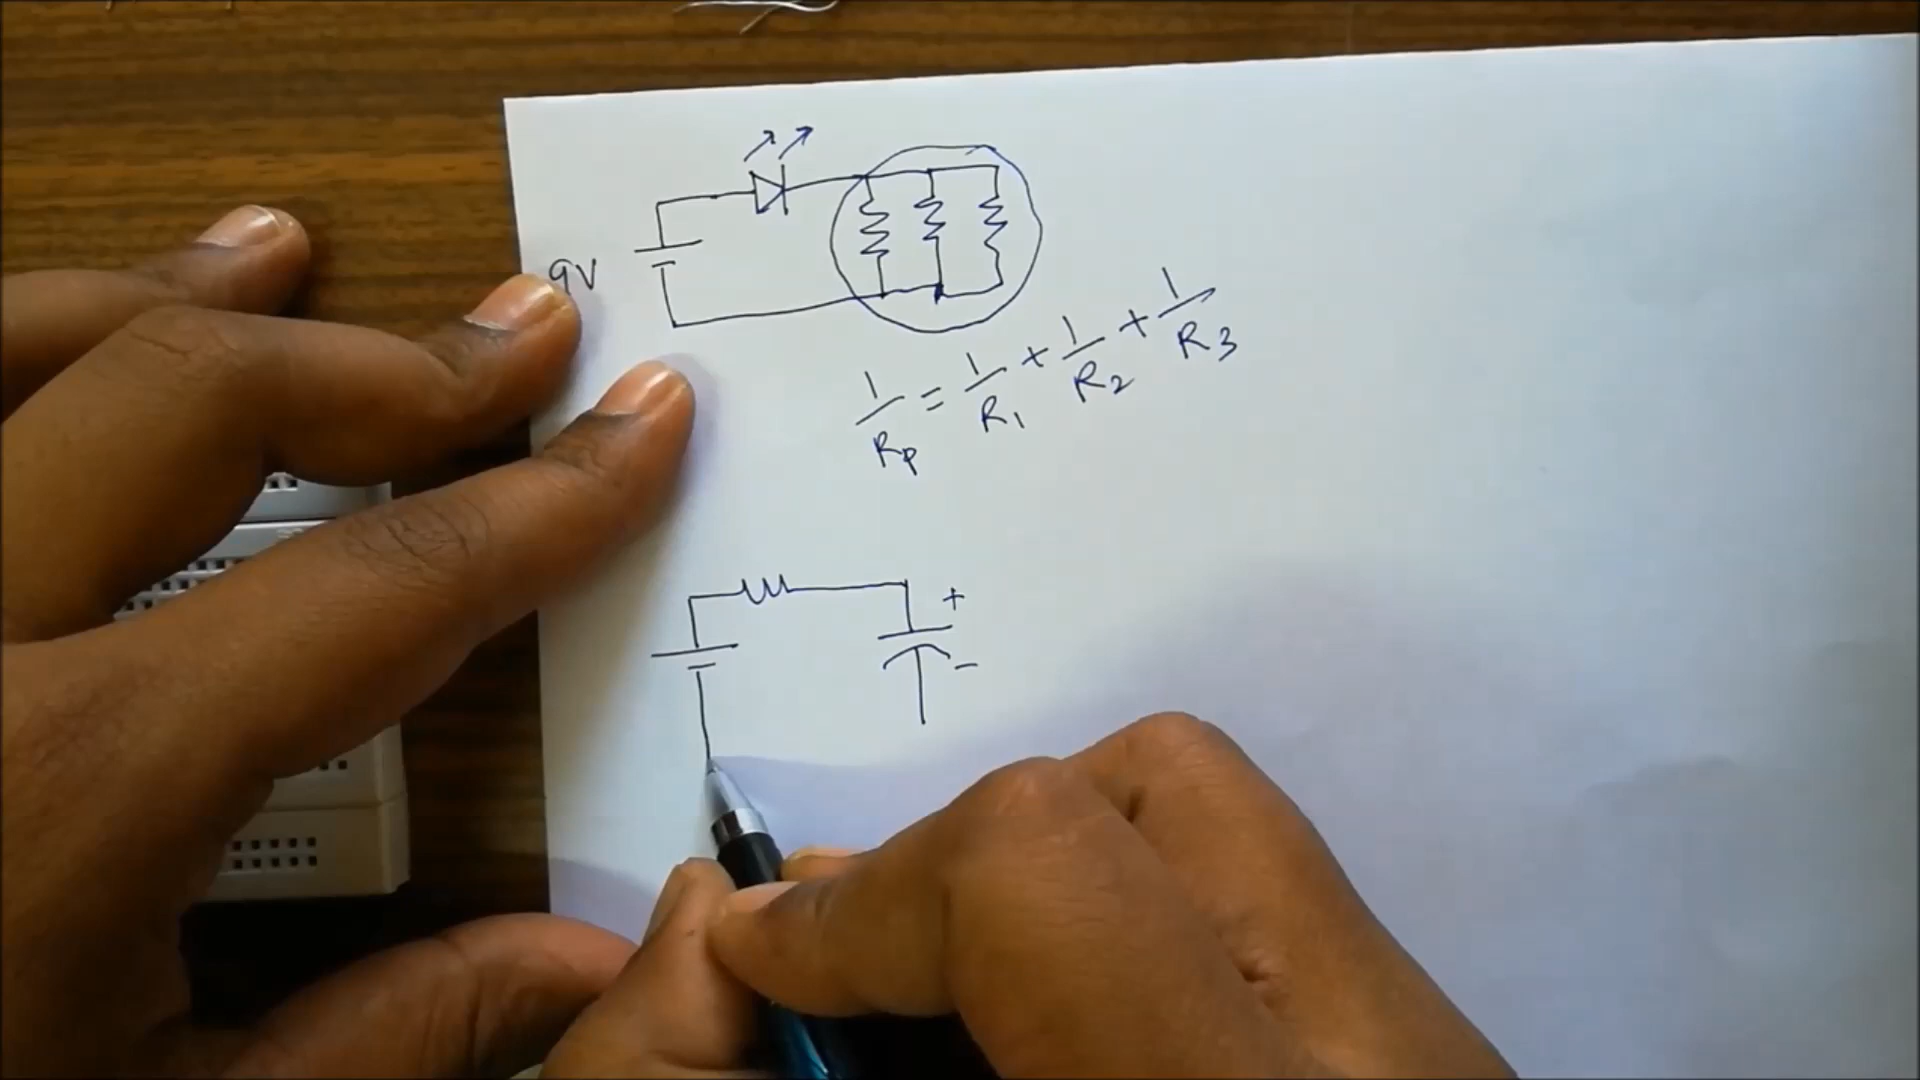 9V
1/Rp = 1/R1 + 1/R2 + 1/R3
+
-